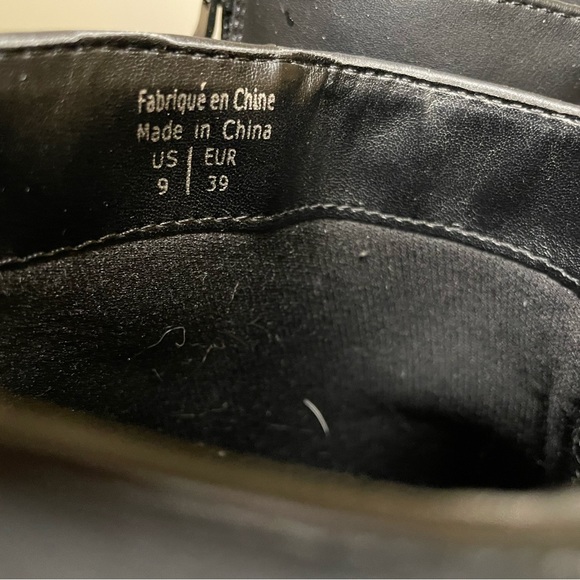 Fabriqué en Chine
Made in China
US | EUR
9 | 39